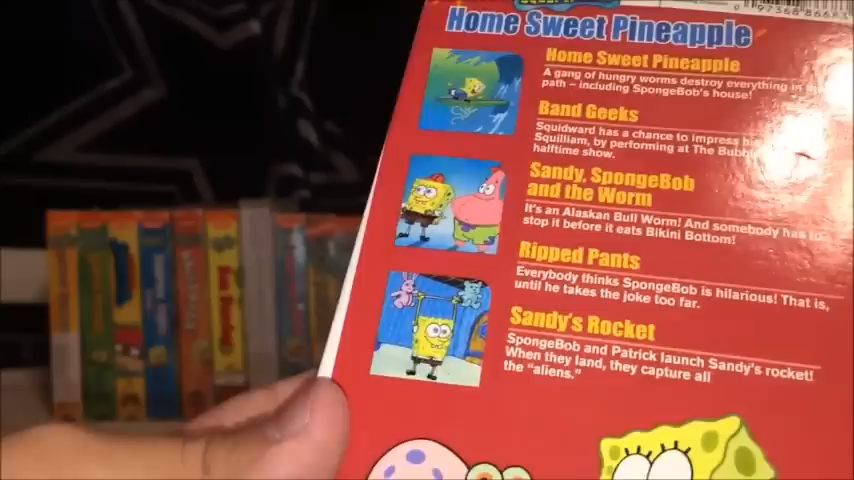 Home Sweet Pineapple
Home Sweet Pineapple
A gang of hungry worms destroy everything in
path – including SpongeBob's house!
Band Geeks
Squidward has a chance to impress his
Squilliam, by performing at The Bubble
halftime show.
Sandy, SpongeBob
and the Worm
It's an Alaskan Bull Worm! And somebody has to
stop it before it eats Bikini Bottom!
Ripped Pants
Everybody thinks SpongeBob is hilarious! That is,
until he takes the joke too far.
Sandy's Rocket
SpongeBob and Patrick launch Sandy's rocket!
When they land, they capture all
the "aliens."